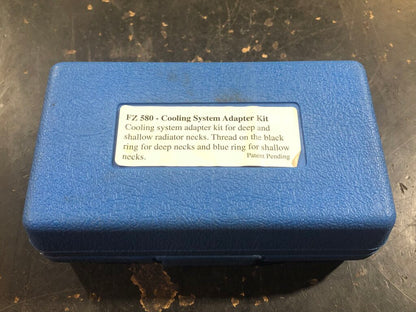 FZ 580 - Cooling System Adapter Kit
Cooling system adapter kit for deep and
shallow radiator necks. Thread on the black
ring for deep necks and blue ring for shallow
necks.
Patent Pending